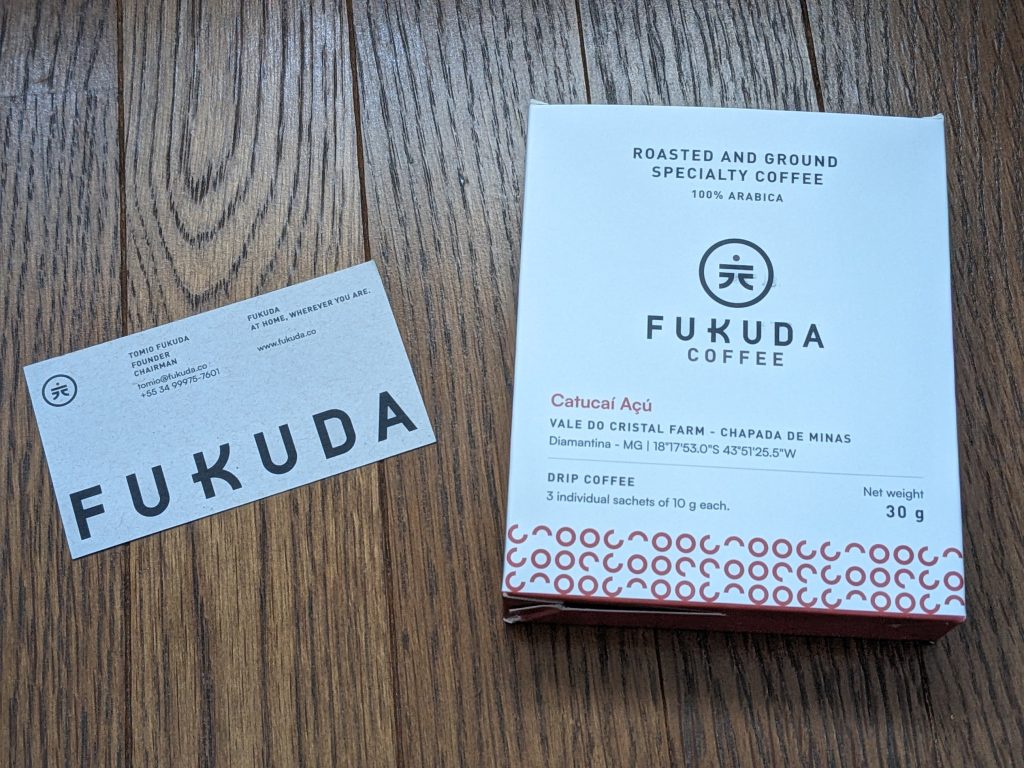 TOMIO FUKUDA
FOUNDER
CHAIRMAN
tomio@fukuda.co
+55 34 99975-7601
FUKUDA
AT HOME, WHEREVER YOU ARE.
www.fukuda.co
FUKUDA
ROASTED AND GROUND
SPECIALTY COFFEE
100% ARABICA
FUKUDA
COFFEE
Catucaí Açú
VALE DO CRISTAL FARM - CHAPADA DE MINAS
Diamantina - MG | 18°17'53.0"S 43°51'25.5"W
DRIP COFFEE
3 individual sachets of 10 g each.
Net weight
30 g